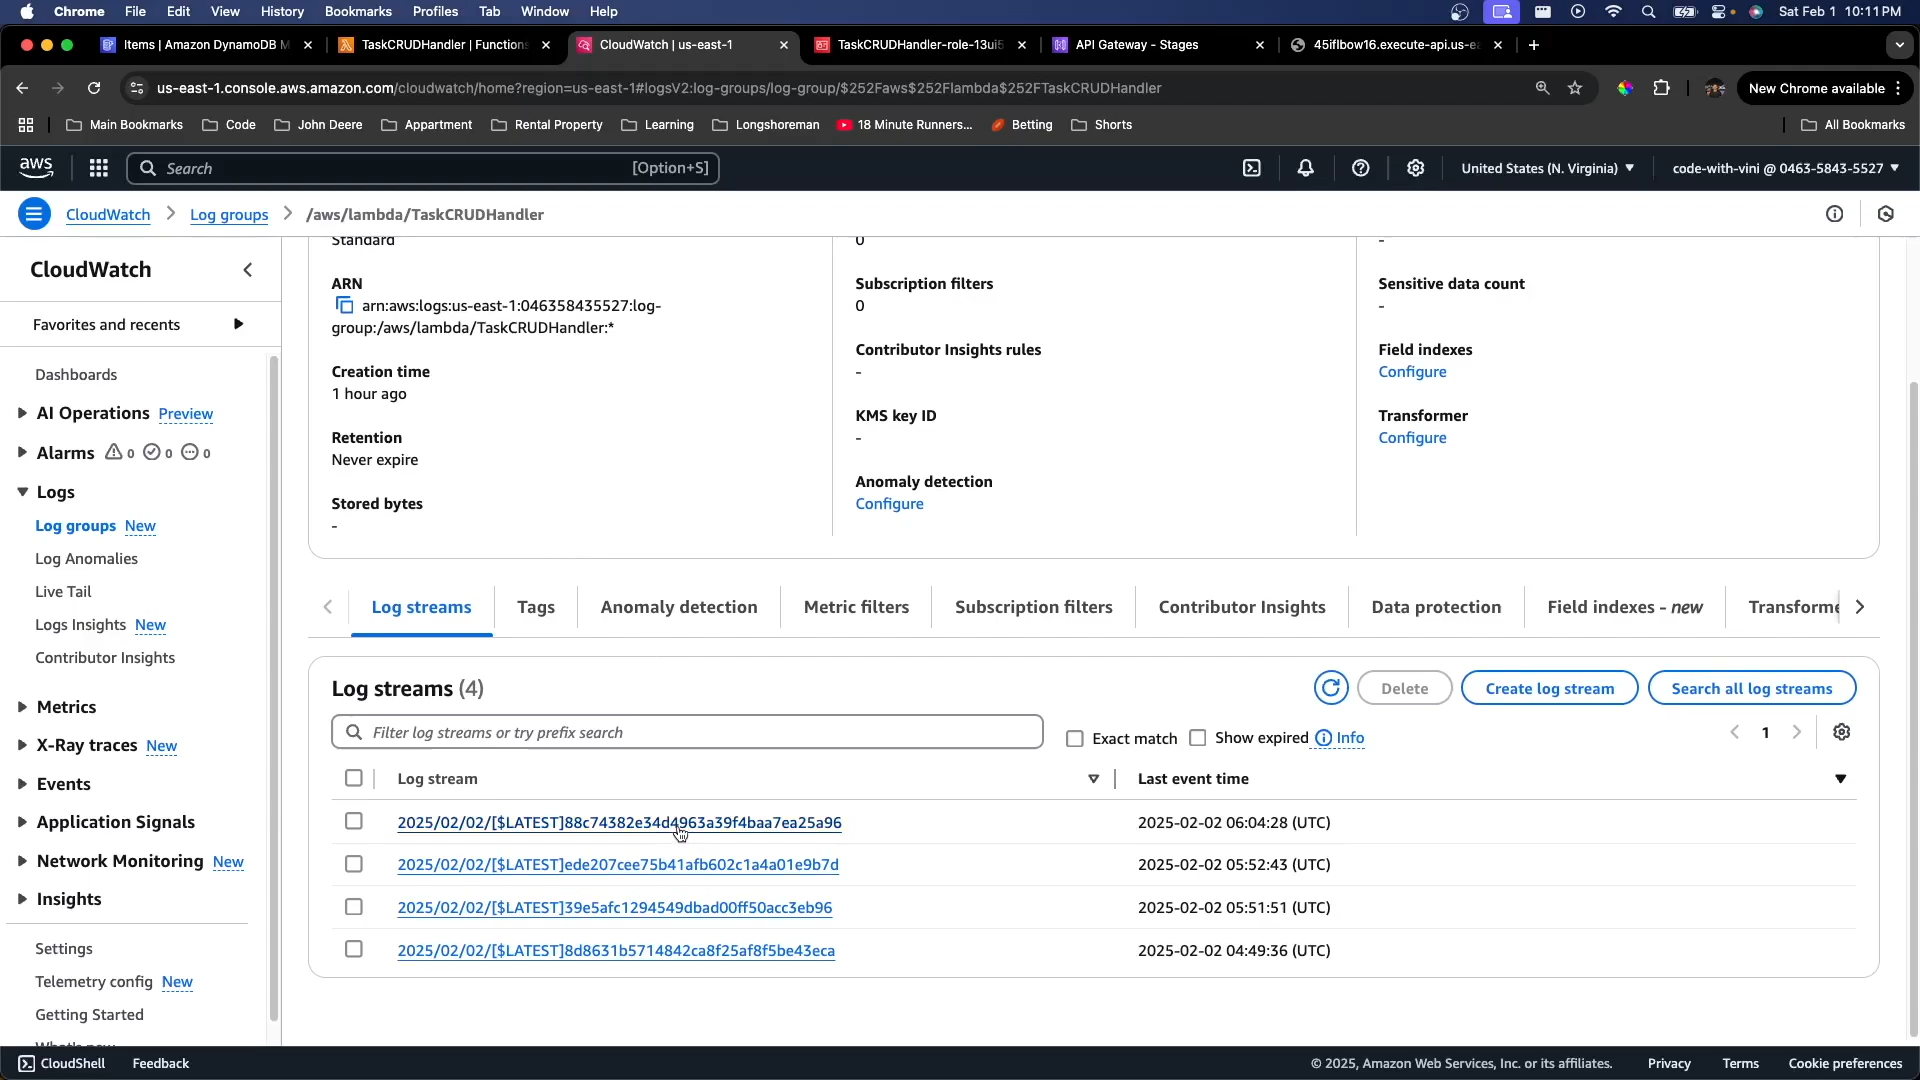 Chrome File Edit View History Bookmarks Profiles Tab Window Help Sat Feb 1 10:11 PM
Items | Amazon DynamoDB M TaskCRUDHandler | Functions CloudWatch | us-east-1 TaskCRUDHandler-role-13ui5 API Gateway - Stages 45iflbow16.execute-api.us-ea
us-east-1.console.aws.amazon.com/cloudwatch/home?region=us-east-1#logsV2:log-groups/log-group/$252Faws$252Flambda$252FTaskCRUDHandler New Chrome available
Main Bookmarks Code John Deere Appartment Rental Property Learning Longshoreman 18 Minute Runners... Betting Shorts All Bookmarks
aws Search [Option+S] United States (N. Virginia) code-with-vini @ 0463-5843-5527
CloudWatch Log groups /aws/lambda/TaskCRUDHandler
CloudWatch
Favorites and recents
Dashboards
AI Operations Preview
Alarms 0 0 0
Logs
Log groups New
Log Anomalies
Live Tail
Logs Insights New
Contributor Insights
Metrics
X-Ray traces New
Events
Application Signals
Network Monitoring New
Insights
Settings
Telemetry config New
Getting Started
What's new
Standard
ARN
arn:aws:logs:us-east-1:046358435527:log-
group:/aws/lambda/TaskCRUDHandler:*
Creation time
1 hour ago
Retention
Never expire
Stored bytes
-
0
Subscription filters
0
Contributor Insights rules
-
KMS key ID
-
Anomaly detection
Configure
-
Sensitive data count
-
Field indexes
Configure
Transformer
Configure
Log streams Tags Anomaly detection Metric filters Subscription filters Contributor Insights Data protection Field indexes - new Transforme
Log streams (4) Delete Create log stream Search all log streams
Filter log streams or try prefix search Exact match Show expired Info 1
Log stream Last event time
2025/02/02/[$LATEST]88c74382e34d4963a39f4baa7ea25a96 2025-02-02 06:04:28 (UTC)
2025/02/02/[$LATEST]ede207cee75b41afb602c1a4a01e9b7d 2025-02-02 05:52:43 (UTC)
2025/02/02/[$LATEST]39e5afc1294549dbad00ff50acc3eb96 2025-02-02 05:51:51 (UTC)
2025/02/02/[$LATEST]8d8631b5714842ca8f25af8f5be43eca 2025-02-02 04:49:36 (UTC)
CloudShell Feedback © 2025, Amazon Web Services, Inc. or its affiliates. Privacy Terms Cookie preferences